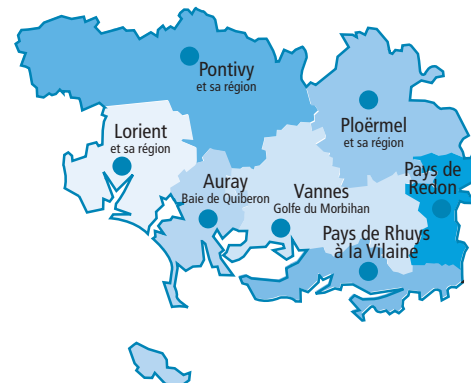 Pontivy
et sa région
Ploërmel
et sa région
Lorient
et sa région
Pays de
Redon
Auray
Baie de Quiberon
Vannes
Golfe du Morbihan
Pays de Rhuys
à la Vilaine